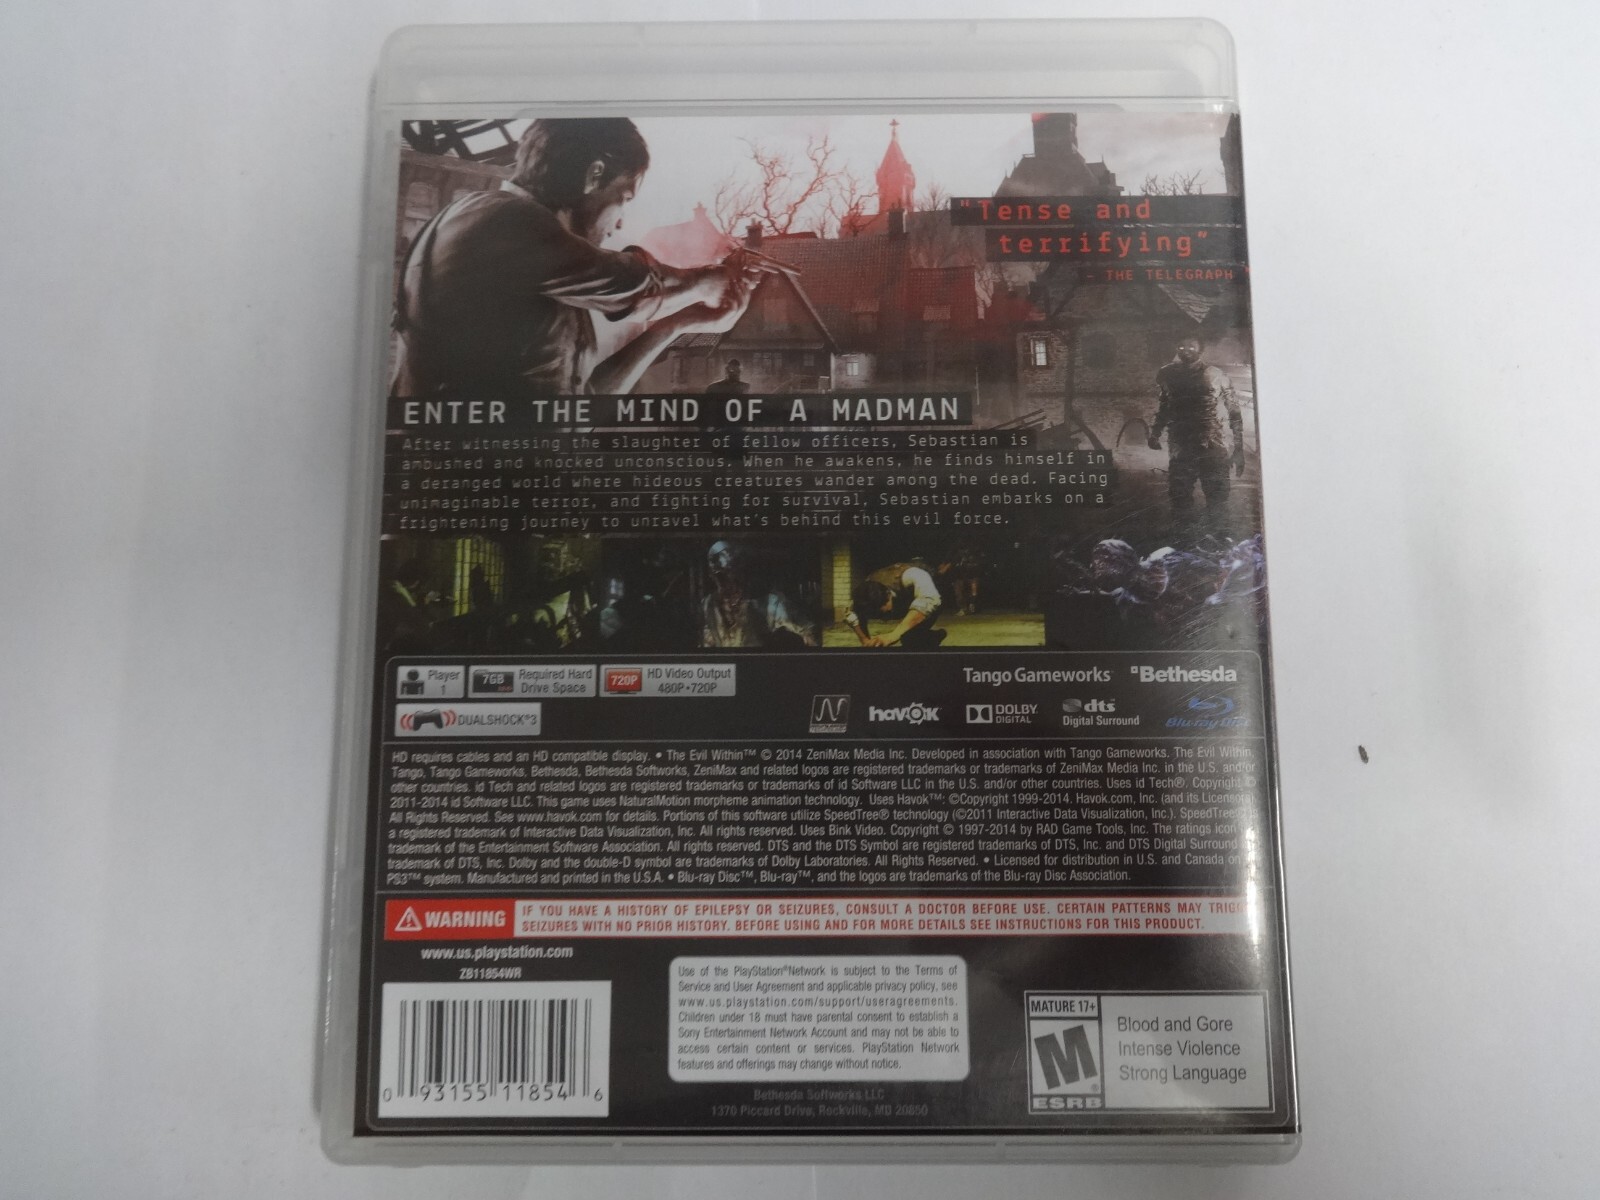 "Tense and
terrifying"
- THE TELEGRAPH
ENTER THE MIND OF A MADMAN
After witnessing the slaughter of fellow officers, Sebastian is
ambushed and knocked unconscious. When he awakens, he finds himself in
a deranged world where hideous creatures wander among the dead. Facing
unimaginable terror, and fighting for survival, Sebastian embarks on a
frightening journey to unravel what's behind this evil force.
Player
1
7GB
Required Hard
Drive Space
720P
HD Video Output
480P•720P
Tango Gameworks
Bethesda
DUALSHOCK®3
havok
DOLBY
DIGITAL
dts
Digital Surround
Blu-ray Disc
HD requires cables and an HD compatible display. • The Evil Within™ © 2014 ZeniMax Media Inc. Developed in association with Tango Gameworks. The Evil Within,
Tango, Tango Gameworks, Bethesda, Bethesda Softworks, ZeniMax and related logos are registered trademarks or trademarks of ZeniMax Media Inc. in the U.S. and/or
other countries. id Tech and related logos are registered trademarks or trademarks of id Software LLC in the U.S. and/or other countries. Uses id Tech®. Copyright ©
2011-2014 id Software LLC. This game uses NaturalMotion morpheme animation technology. Uses Havok™: ©Copyright 1999-2014. Havok.com, Inc. (and its Licensors).
All Rights Reserved. See www.havok.com for details. Portions of this software utilize SpeedTree® technology (©2011 Interactive Data Visualization, Inc.). SpeedTree® is
a registered trademark of Interactive Data Visualization, Inc. All rights reserved. Uses Bink Video. Copyright © 1997-2014 by RAD Game Tools, Inc. The ratings icon
trademark of the Entertainment Software Association. All rights reserved. DTS and the DTS Symbol are registered trademarks of DTS, Inc. and DTS Digital Surround
trademark of DTS, Inc. Dolby and the double-D symbol are trademarks of Dolby Laboratories. All Rights Reserved. • Licensed for distribution in U.S. and Canada on
PS3™ system. Manufactured and printed in the U.S.A. • Blu-ray Disc™, Blu-ray™, and the logos are trademarks of the Blu-ray Disc Association.
WARNING
IF YOU HAVE A HISTORY OF EPILEPSY OR SEIZURES, CONSULT A DOCTOR BEFORE USE. CERTAIN PATTERNS MAY TRIGG
SEIZURES WITH NO PRIOR HISTORY. BEFORE USING AND FOR MORE DETAILS SEE INSTRUCTIONS FOR THIS PRODUCT.
www.us.playstation.com
ZB11854WR
0 93155 11854 6
Use of the PlayStation®Network is subject to the Terms of
Service and User Agreement and applicable privacy policy, see
www.us.playstation.com/support/useragreements.
Children under 18 must have parental consent to establish a
Sony Entertainment Network Account and may not be able to
access certain content or services. PlayStation Network
features and offerings may change without notice.
Bethesda Softworks LLC
1370 Piccard Drive, Rockville, MD 20850
MATURE 17+
M
®
ESRB
Blood and Gore
Intense Violence
Strong Language